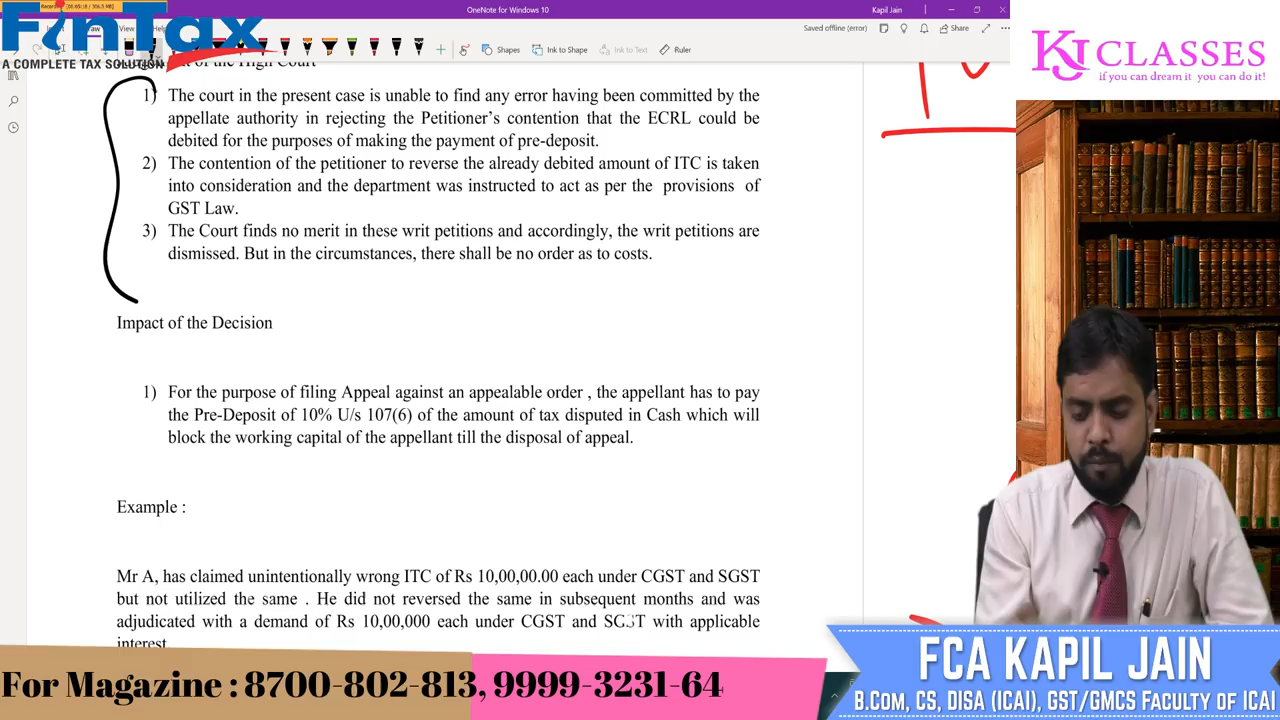 OneNote for Windows 10
Kapil Jain
Saved offline (error)
Share
FinTax
A COMPLETE TAX SOLUTION
Shapes
Ink to Shape
Ink to Text
Ruler
KJ CLASSES
if you can dream it you can do it!
of the High Court
1) The court in the present case is unable to find any error having been committed by the
appellate authority in rejecting the Petitioner's contention that the ECRL could be
debited for the purposes of making the payment of pre-deposit.
2) The contention of the petitioner to reverse the already debited amount of ITC is taken
into consideration and the department was instructed to act as per the provisions of
GST Law.
3) The Court finds no merit in these writ petitions and accordingly, the writ petitions are
dismissed. But in the circumstances, there shall be no order as to costs.
Impact of the Decision
1) For the purpose of filing Appeal against an appealable order , the appellant has to pay
the Pre-Deposit of 10% U/s 107(6) of the amount of tax disputed in Cash which will
block the working capital of the appellant till the disposal of appeal.
Example :
Mr A, has claimed unintentionally wrong ITC of Rs 10,00,00.00 each under CGST and SGST
but not utilized the same . He did not reversed the same in subsequent months and was
adjudicated with a demand of Rs 10,00,000 each under CGST and SGST with applicable
interest.
For Magazine : 8700-802-813, 9999-3231-64
FCA KAPIL JAIN
B.Com, CS, DISA (ICAI), GST/GMCS Faculty of ICAI